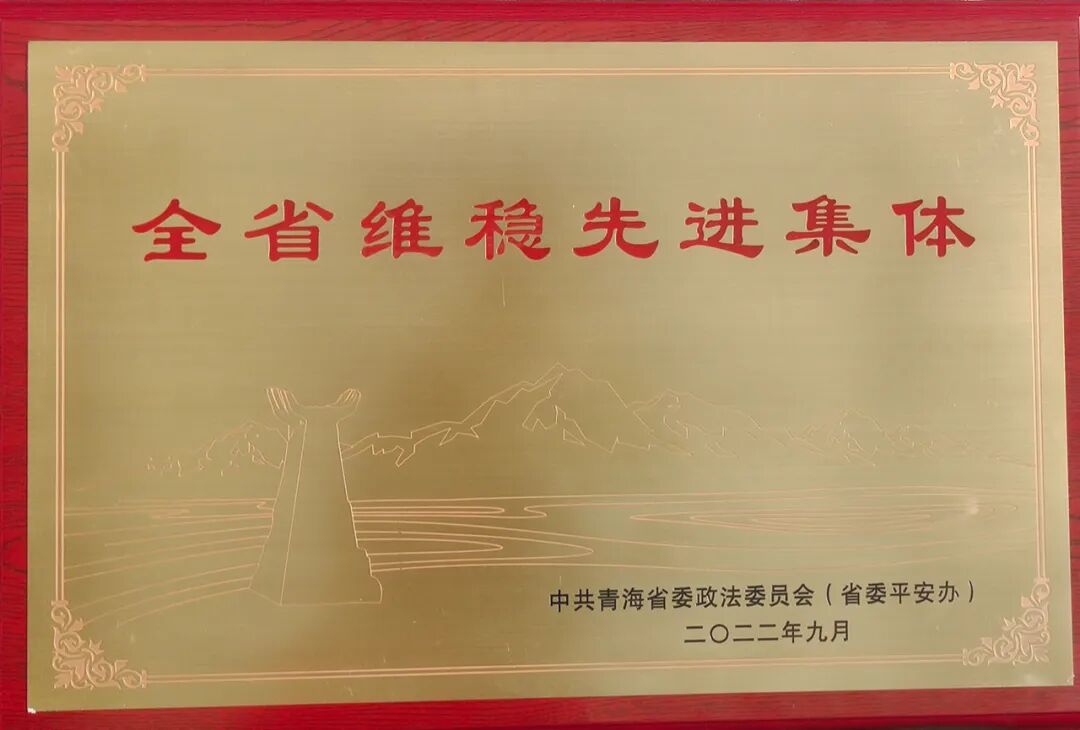 全省维稳先进集体
中共青海省委政法委员会（省委平安办）
二〇二二年九月